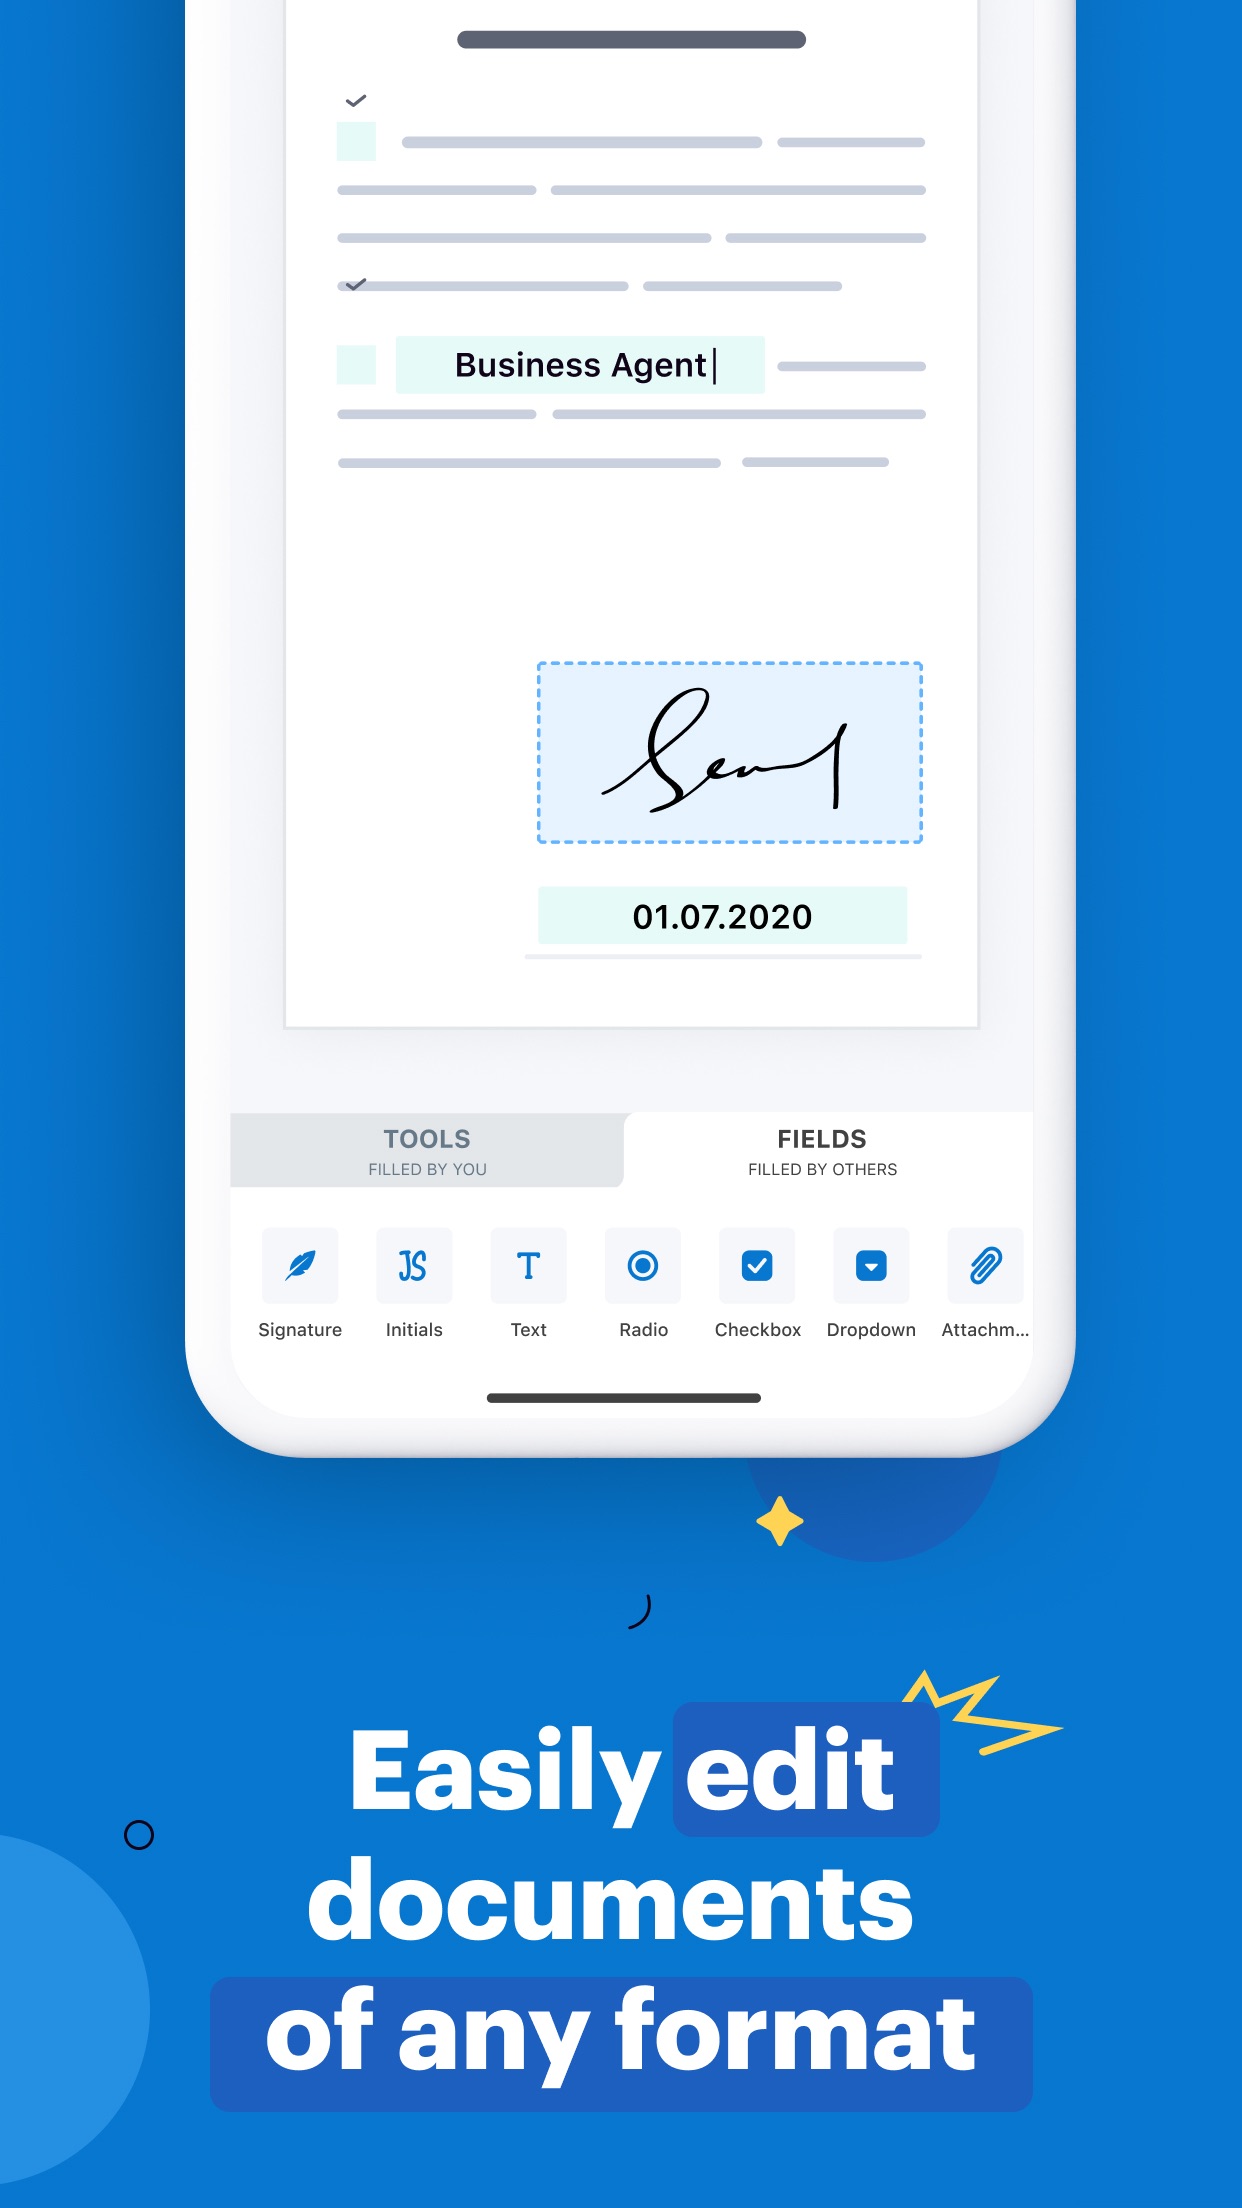 Business Agent
01.07.2020
TOOLS
FILLED BY YOU
FIELDS
FILLED BY OTHERS
JS
T
Signature
Initials
Text
Radio
Checkbox
Dropdown
Attachm...
Easily edit
documents
of any format